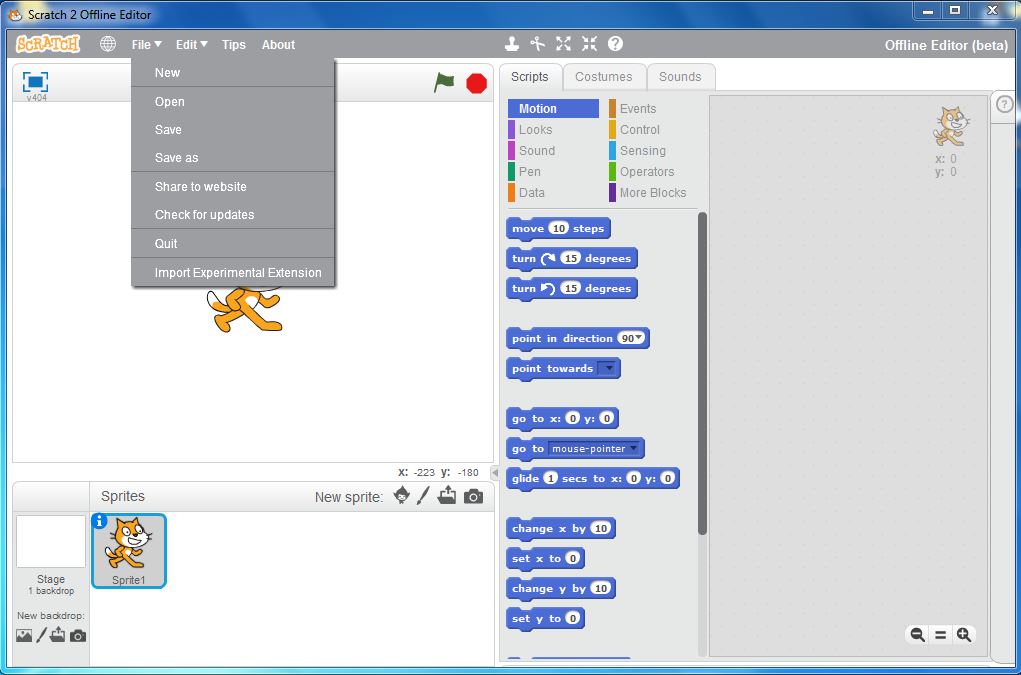 Scratch 2 Offline Editor
SCRATCH File Edit Tips About Offline Editor (beta)
v404
New
Open
Save
Save as
Share to website
Check for updates
Quit
Import Experimental Extension
x: -223 y: -180
Sprites New sprite:
Sprite1
Stage
1 backdrop
New backdrop:
Scripts Costumes Sounds
Motion Events
Looks Control
Sound Sensing
Pen Operators
Data More Blocks
move 10 steps
turn 15 degrees
turn 15 degrees
point in direction 90
point towards
go to x: 0 y: 0
go to mouse-pointer
glide 1 secs to x: 0 y: 0
change x by 10
set x to 0
change y by 10
set y to 0
x: 0
y: 0